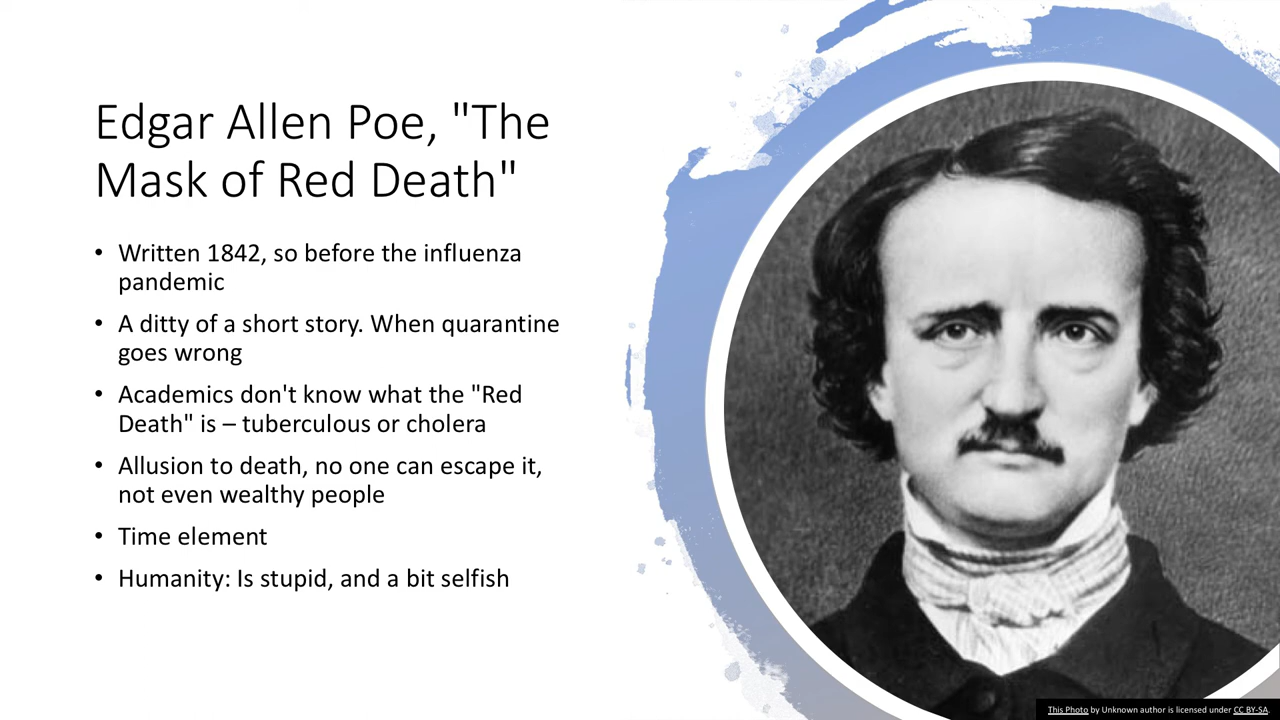 Edgar Allen Poe, "The
Mask of Red Death"
• Written 1842, so before the influenza
pandemic
• A ditty of a short story. When quarantine
goes wrong
• Academics don't know what the "Red
Death" is – tuberculous or cholera
• Allusion to death, no one can escape it,
not even wealthy people
• Time element
• Humanity: Is stupid, and a bit selfish
This Photo by Unknown author is licensed under CC BY-SA.